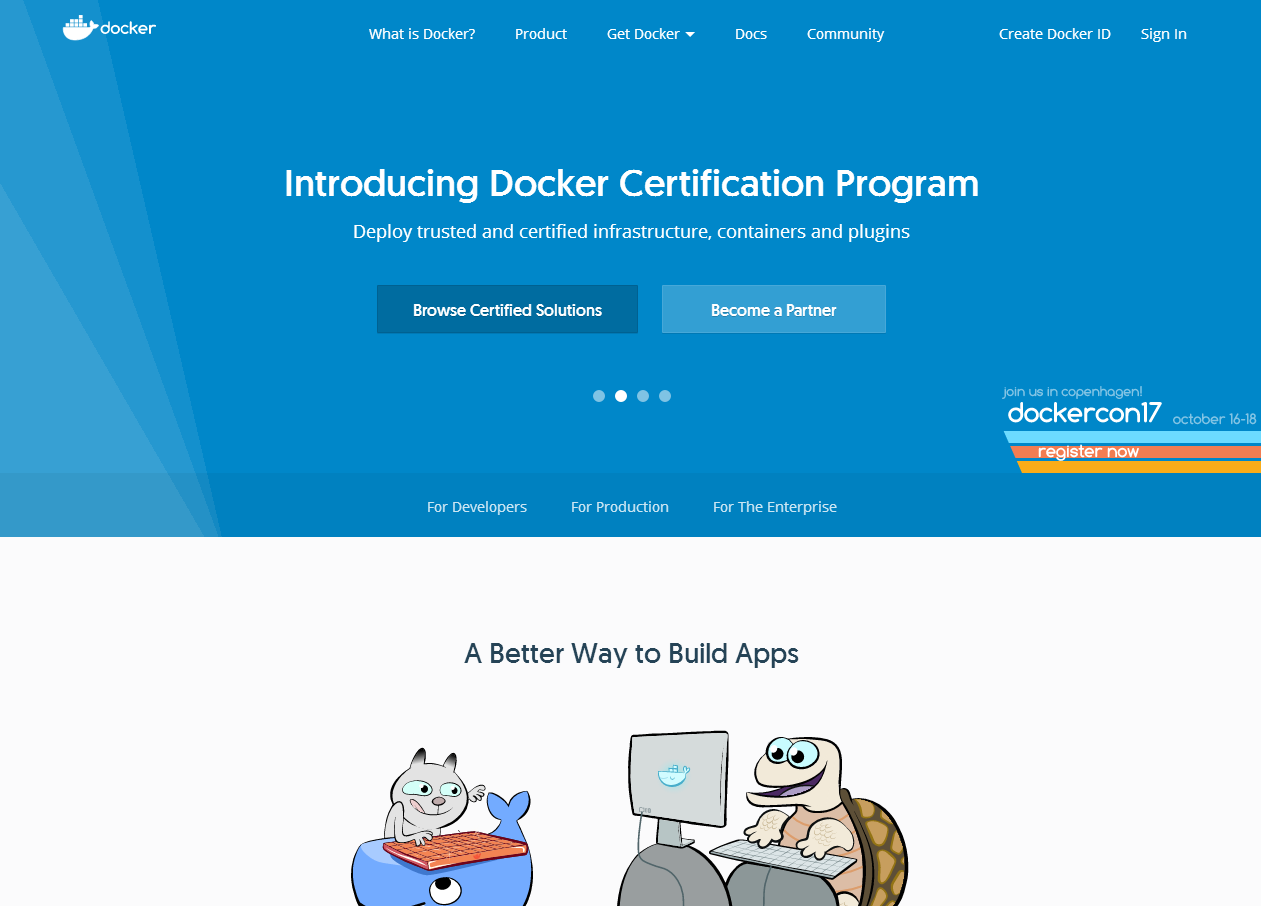 docker
What is Docker?
Product
Get Docker
Docs
Community
Create Docker ID
Sign In
Introducing Docker Certification Program
Deploy trusted and certified infrastructure, containers and plugins
Browse Certified Solutions
Become a Partner
join us in copenhagen!
dockercon17 october 16-18
register now
For Developers
For Production
For The Enterprise
A Better Way to Build Apps